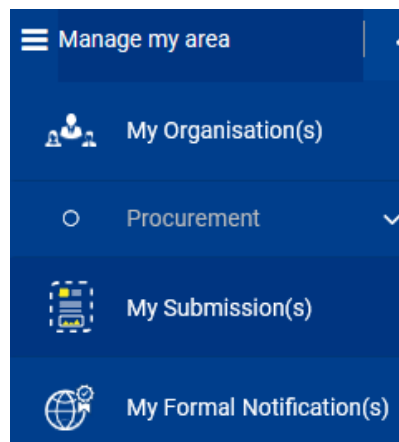 Manage my area
My Organisation(s)
Procurement
My Submission(s)
My Formal Notification(s)